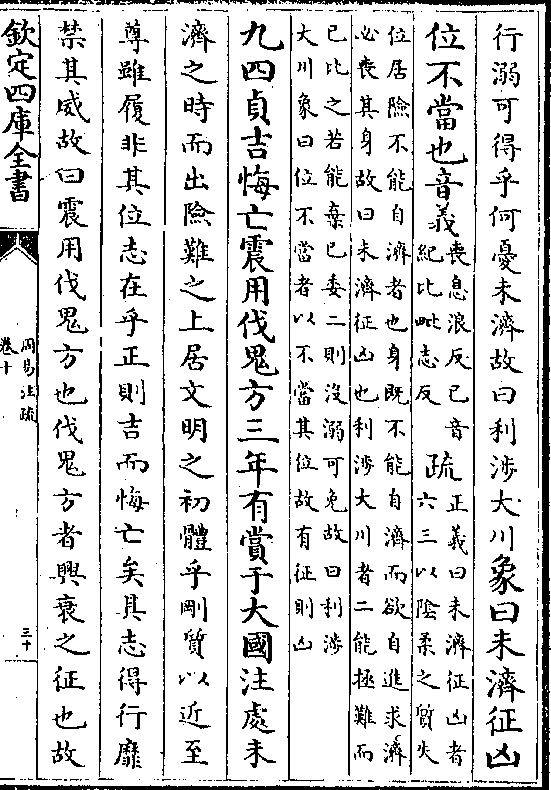 行溺可得乎何憂未濟故曰利涉大川象曰未濟征凶
位不當也音義喪息浪反已音
紀比毗志反
疏正義曰未濟征凶者
六三以陰柔之質失
位居險不能自濟者也身既不能自濟而欲自進求濟
必喪其身故曰未濟征凶也利涉大川者二能極難而
已比之若能棄已委二則沒溺可免故曰利涉
大川象曰位不當者以不當其位故有征則凶
九四貞吉悔亡震用伐鬼方三年有賞于大國注處未
濟之時而出險難之上居文明之初體乎剛質以近至
尊雖履非其位志在乎正則吉而悔亡矣其志得行靡
禁其威故曰震用伐鬼方也伐鬼方者興衰之征也故
欽定四庫全書
周易注疏
卷十
三十